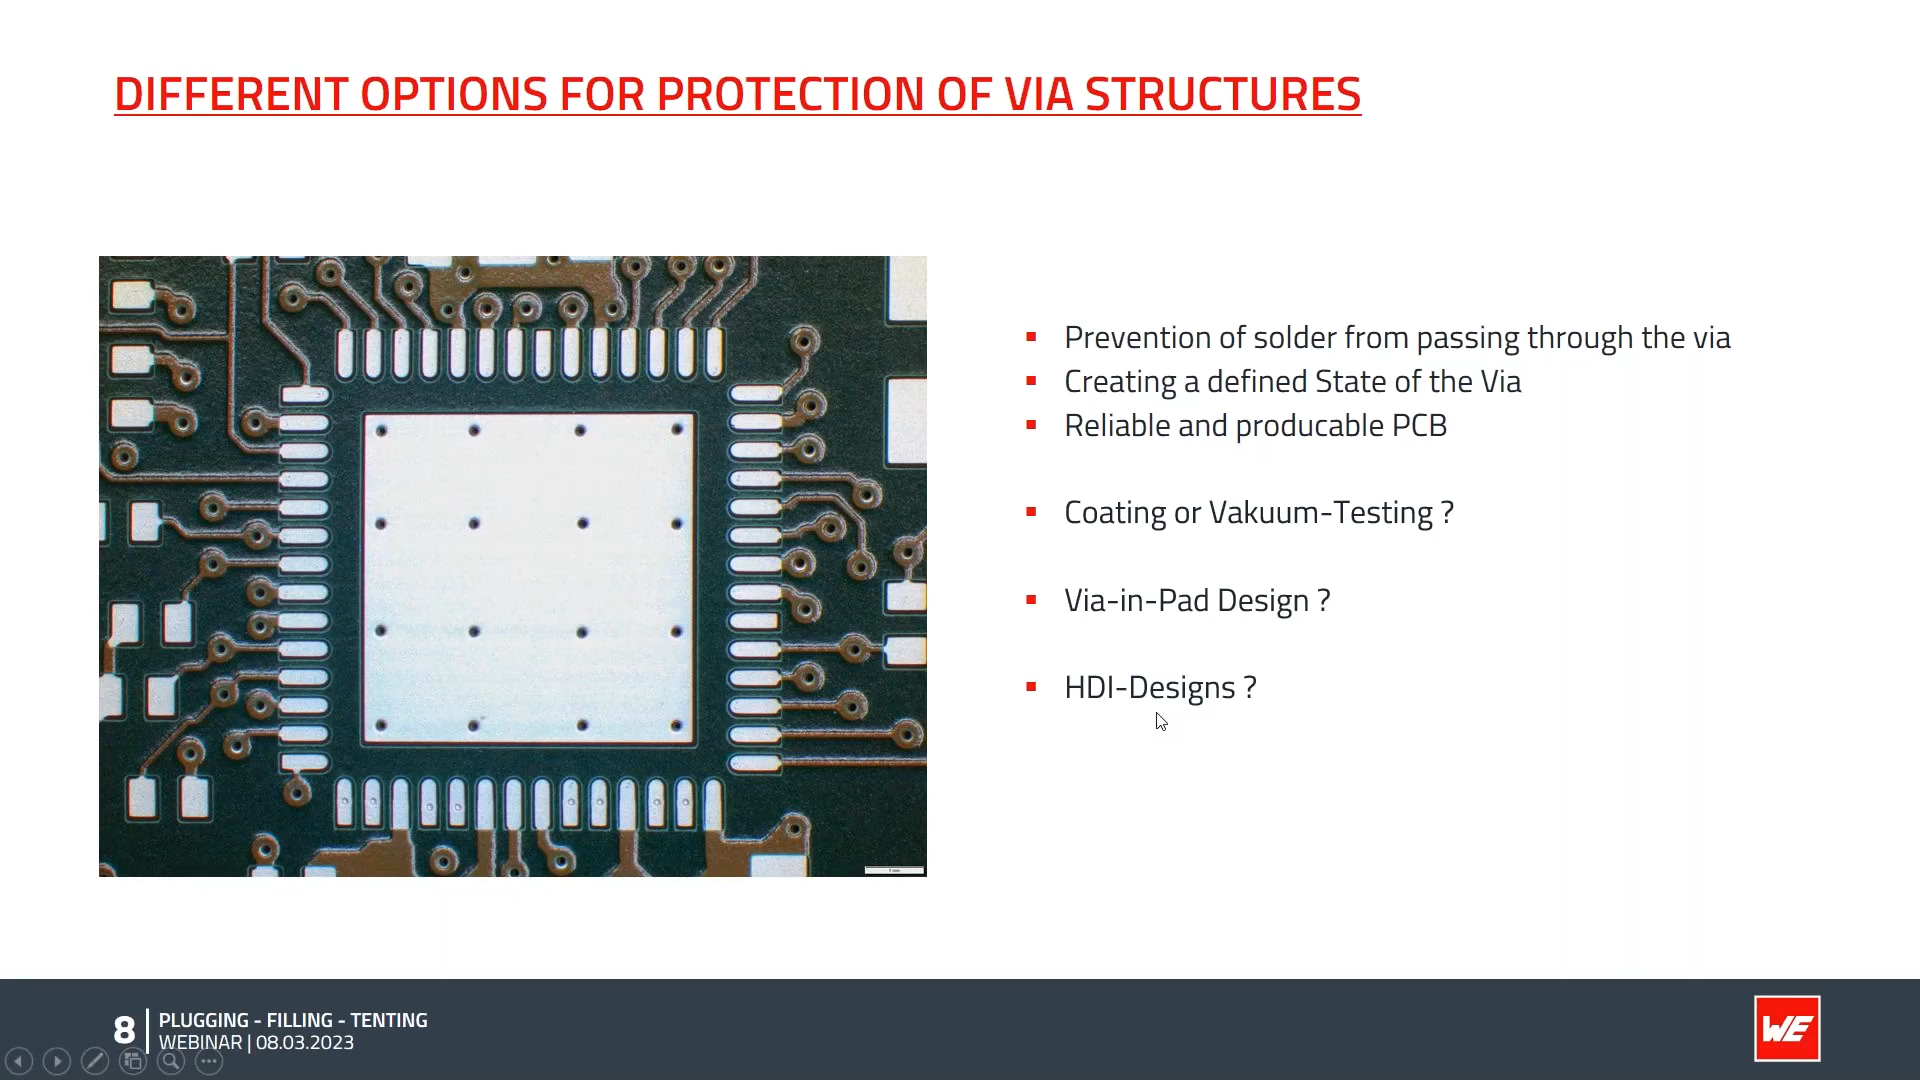 DIFFERENT OPTIONS FOR PROTECTION OF VIA STRUCTURES
Prevention of solder from passing through the via
Creating a defined State of the Via
Reliable and producable PCB
Coating or Vakuum-Testing ?
Via-in-Pad Design ?
HDI-Designs ?
8
PLUGGING - FILLING - TENTING
WEBINAR | 08.03.2023
WE